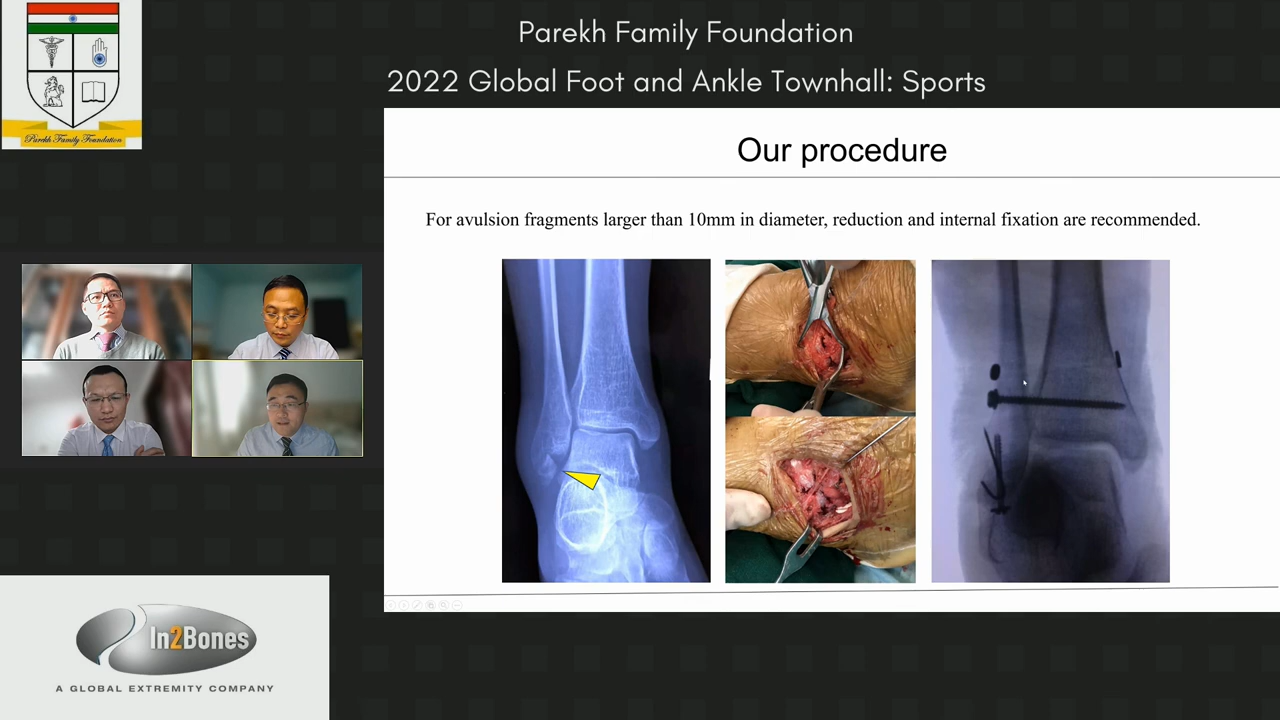 Parekh Family Foundation
2022 Global Foot and Ankle Townhall: Sports
Parekh Family Foundation
Our procedure
For avulsion fragments larger than 10mm in diameter, reduction and internal fixation are recommended.
In2Bones
A GLOBAL EXTREMITY COMPANY